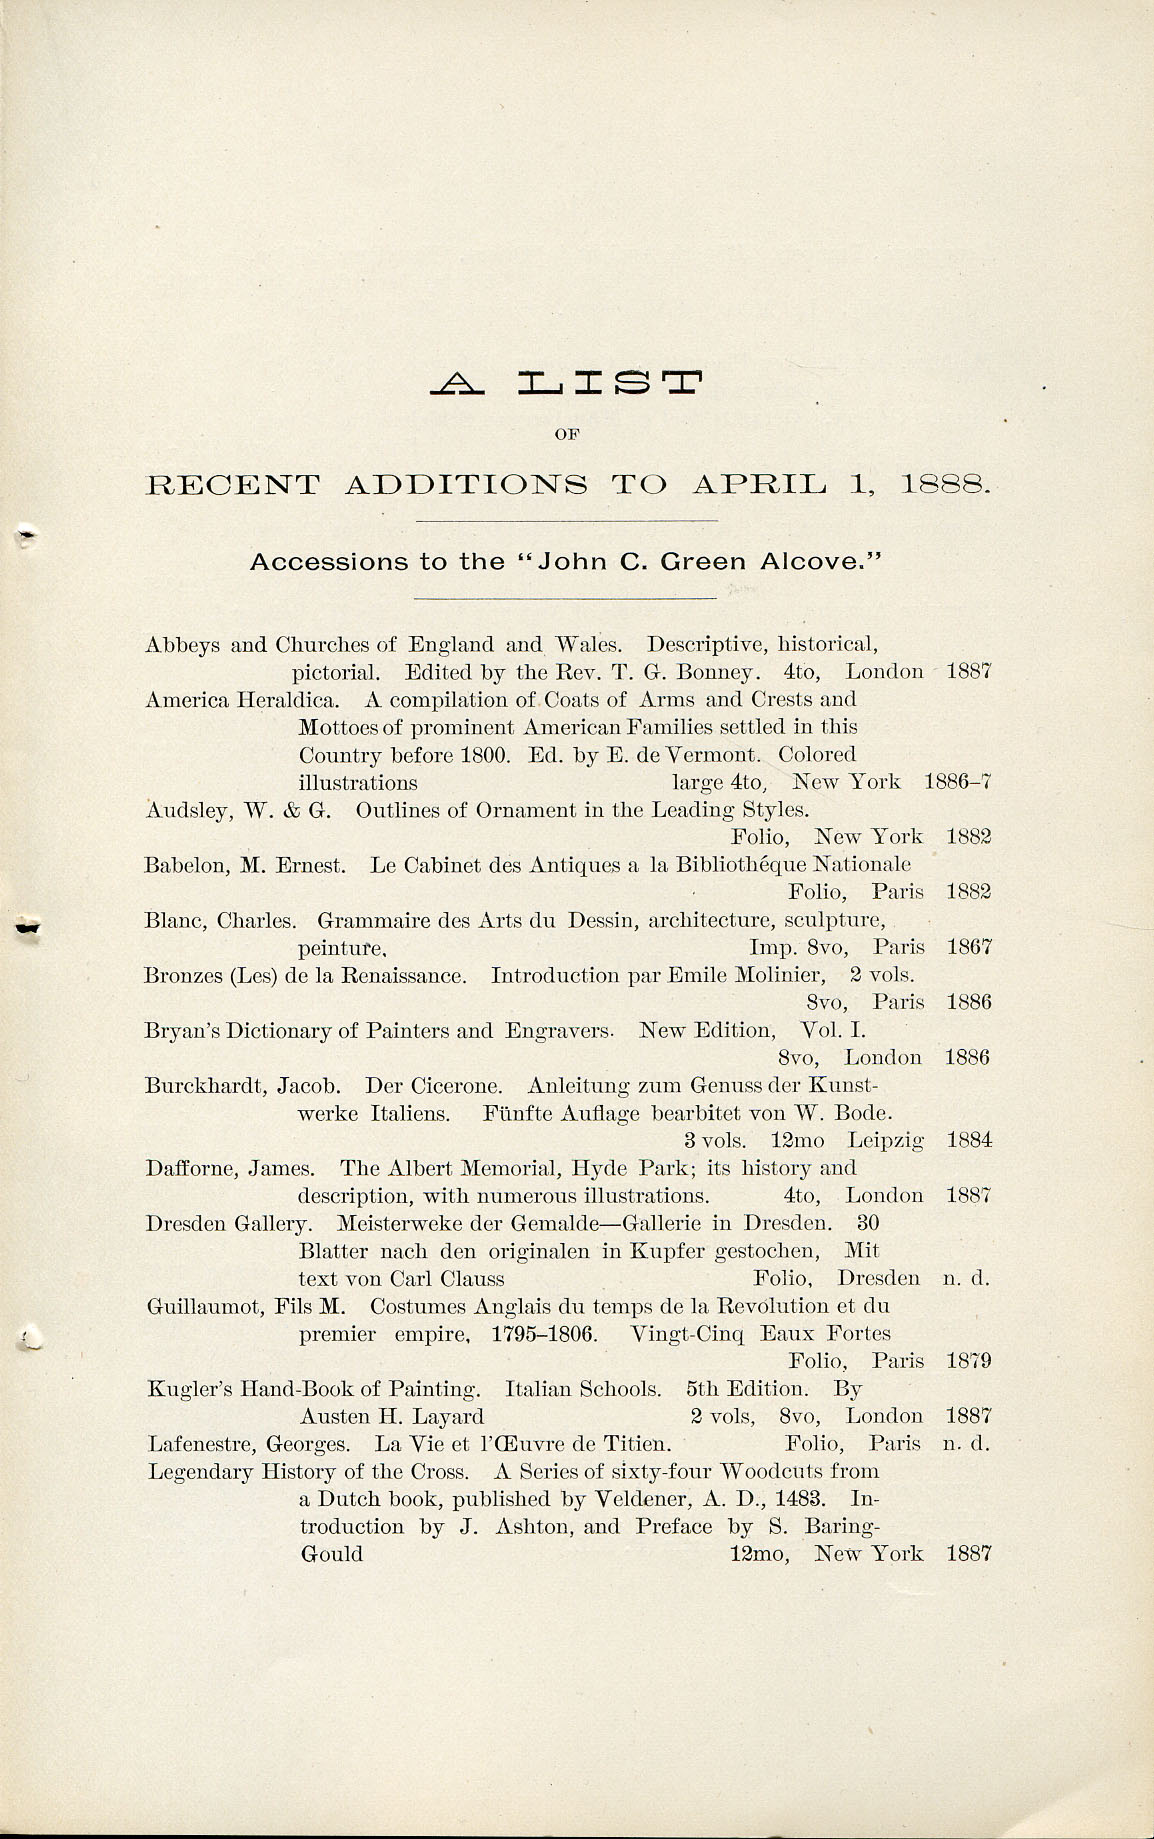 A LIST
OF
RECENT ADDITIONS TO APRIL 1, 1888.
Accessions to the "John C. Green Alcove."
Abbeys and Churches of England and Wales. Descriptive, historical,
pictorial. Edited by the Rev. T. G. Bonney. 4to, London 1887
America Heraldica. A compilation of Coats of Arms and Crests and
Mottoes of prominent American Families settled in this
Country before 1800. Ed. by E. de Vermont. Colored
illustrations large 4to, New York 1886-7
Audsley, W. & G. Outlines of Ornament in the Leading Styles.
Folio, New York 1882
Babelon, M. Ernest. Le Cabinet des Antiques a la Bibliothéque Nationale
Folio, Paris 1882
Blanc, Charles. Grammaire des Arts du Dessin, architecture, sculpture,
peinture. Imp. 8vo, Paris 1867
Bronzes (Les) de la Renaissance. Introduction par Emile Molinier, 2 vols.
8vo, Paris 1886
Bryan's Dictionary of Painters and Engravers. New Edition, Vol. I.
8vo, London 1886
Burckhardt, Jacob. Der Cicerone. Anleitung zum Genuss der Kunst-
werke Italiens. Fünfte Auflage bearbitet von W. Bode.
3 vols. 12mo Leipzig 1884
Dafforne, James. The Albert Memorial, Hyde Park; its history and
description, with numerous illustrations. 4to, London 1887
Dresden Gallery. Meisterweke der Gemalde—Gallerie in Dresden. 30
Blatter nach den originalen in Kupfer gestochen, Mit
text von Carl Clauss Folio, Dresden n. d.
Guillaumot, Fils M. Costumes Anglais du temps de la Revolution et du
premier empire, 1795-1806. Vingt-Cinq Eaux Fortes
Folio, Paris 1879
Kugler's Hand-Book of Painting. Italian Schools. 5th Edition. By
Austen H. Layard 2 vols, 8vo, London 1887
Lafenestre, Georges. La Vie et l'Œuvre de Titien. Folio, Paris n. d.
Legendary History of the Cross. A Series of sixty-four Woodcuts from
a Dutch book, published by Veldener, A. D., 1483. In-
troduction by J. Ashton, and Preface by S. Baring-
Gould 12mo, New York 1887